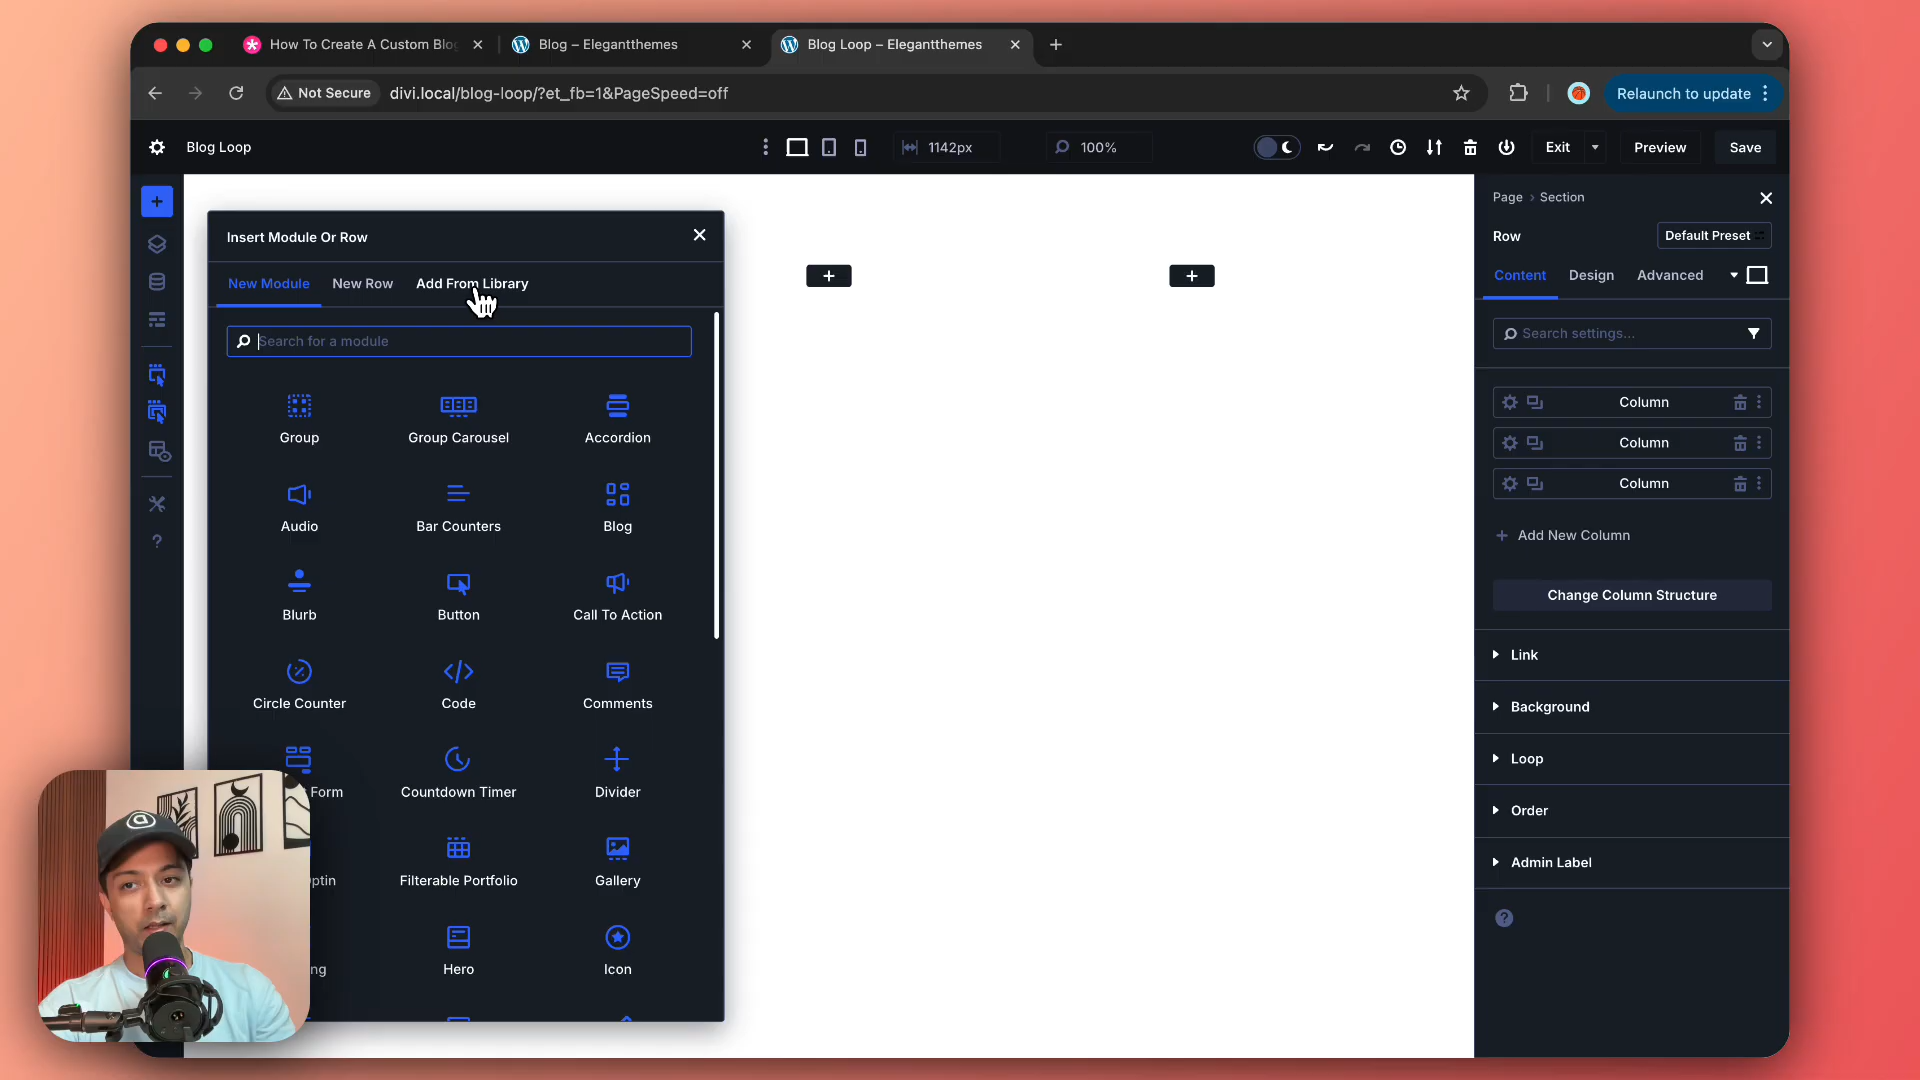 How To Create A Custom Blog
Blog – Elegantthemes
Blog Loop – Elegantthemes
Not Secure
divi.local/blog-loop/?et_fb=1&PageSpeed=off
Relaunch to update
Blog Loop
1142px
100%
Exit
Preview
Save
Insert Module Or Row
New Module
New Row
Add From Library
Search for a module
Group
Group Carousel
Accordion
Audio
Bar Counters
Blog
Blurb
Button
Call To Action
Circle Counter
Code
Comments
Form
Countdown Timer
Divider
ptin
Filterable Portfolio
Gallery
ng
Hero
Icon
Page › Section
Row
Default Preset
Content
Design
Advanced
Search settings...
Column
Column
Column
+ Add New Column
Change Column Structure
Link
Background
Loop
Order
Admin Label